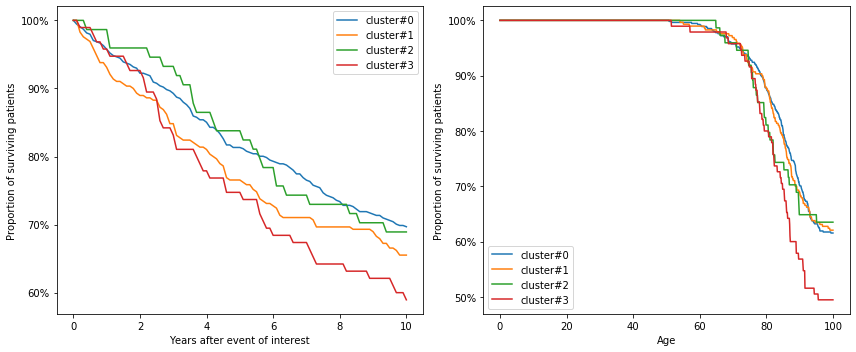 100%
90%
80%
70%
60%
Proportion of surviving patients
0
2
4
6
8
10
Years after event of interest
cluster#0
cluster#1
cluster#2
cluster#3
100%
90%
80%
70%
60%
50%
Proportion of surviving patients
0
20
40
60
80
100
Age
cluster#0
cluster#1
cluster#2
cluster#3